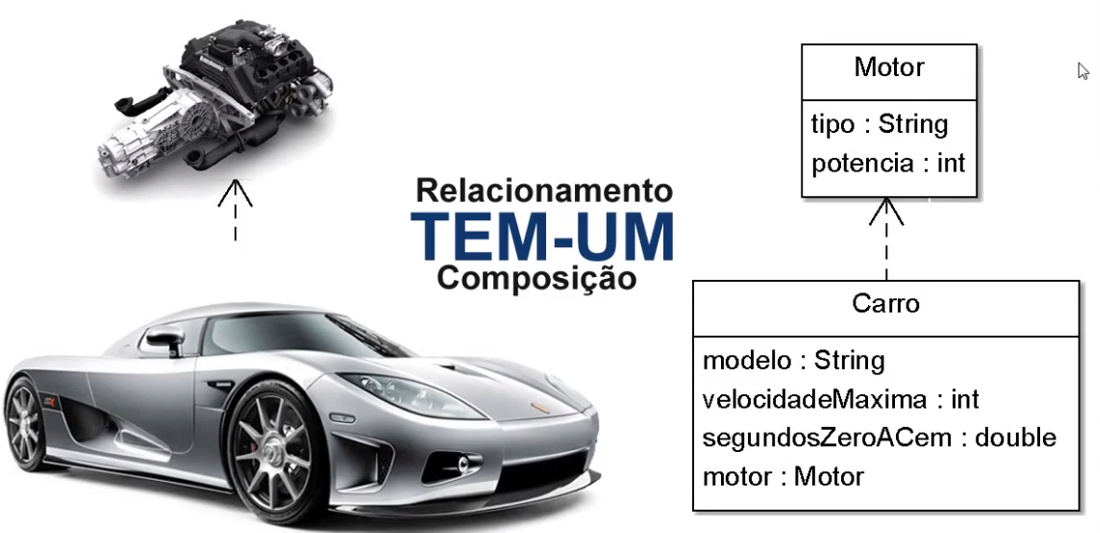 Relacionamento
TEM-UM
Composição
Motor
tipo : String
potencia : int
Carro
modelo : String
velocidadeMaxima : int
segundosZeroACem : double
motor : Motor